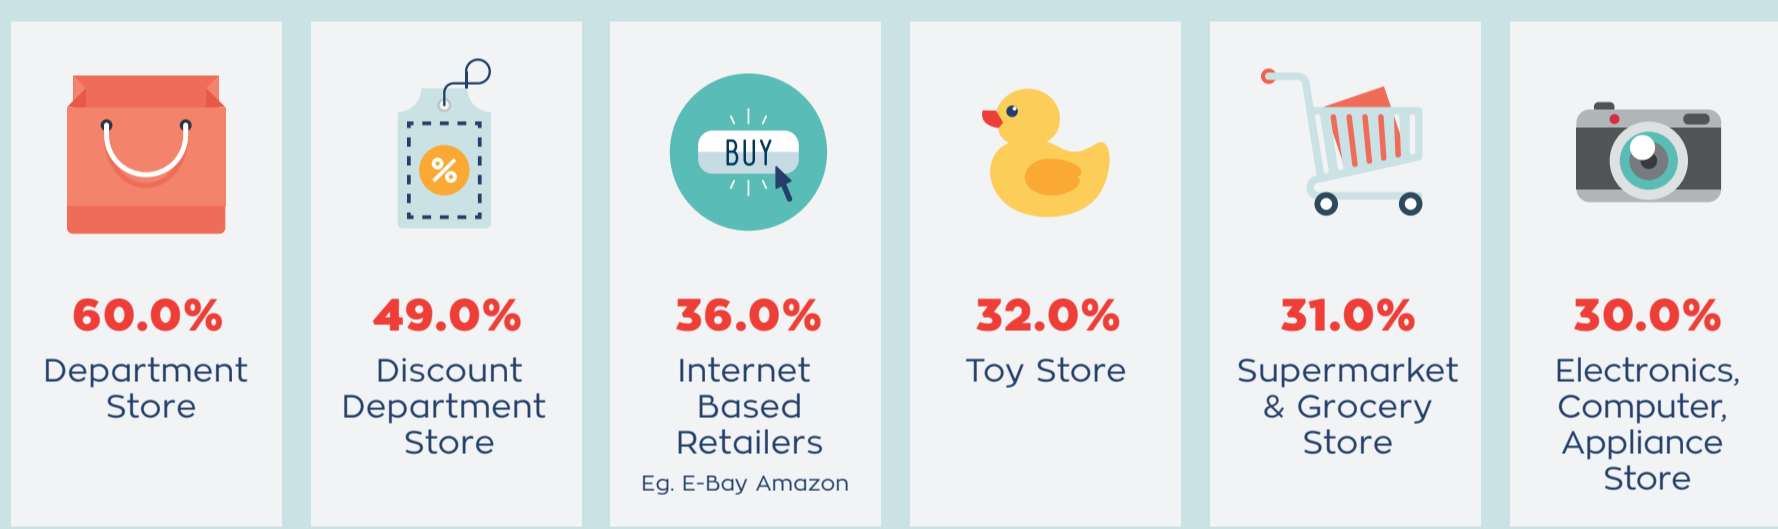 %
BUY
60.0%
Department
Store
49.0%
Discount
Department
Store
36.0%
Internet
Based
Retailers
Eg. E-Bay Amazon
32.0%
Toy Store
31.0%
Supermarket
& Grocery
Store
30.0%
Electronics,
Computer,
Appliance
Store